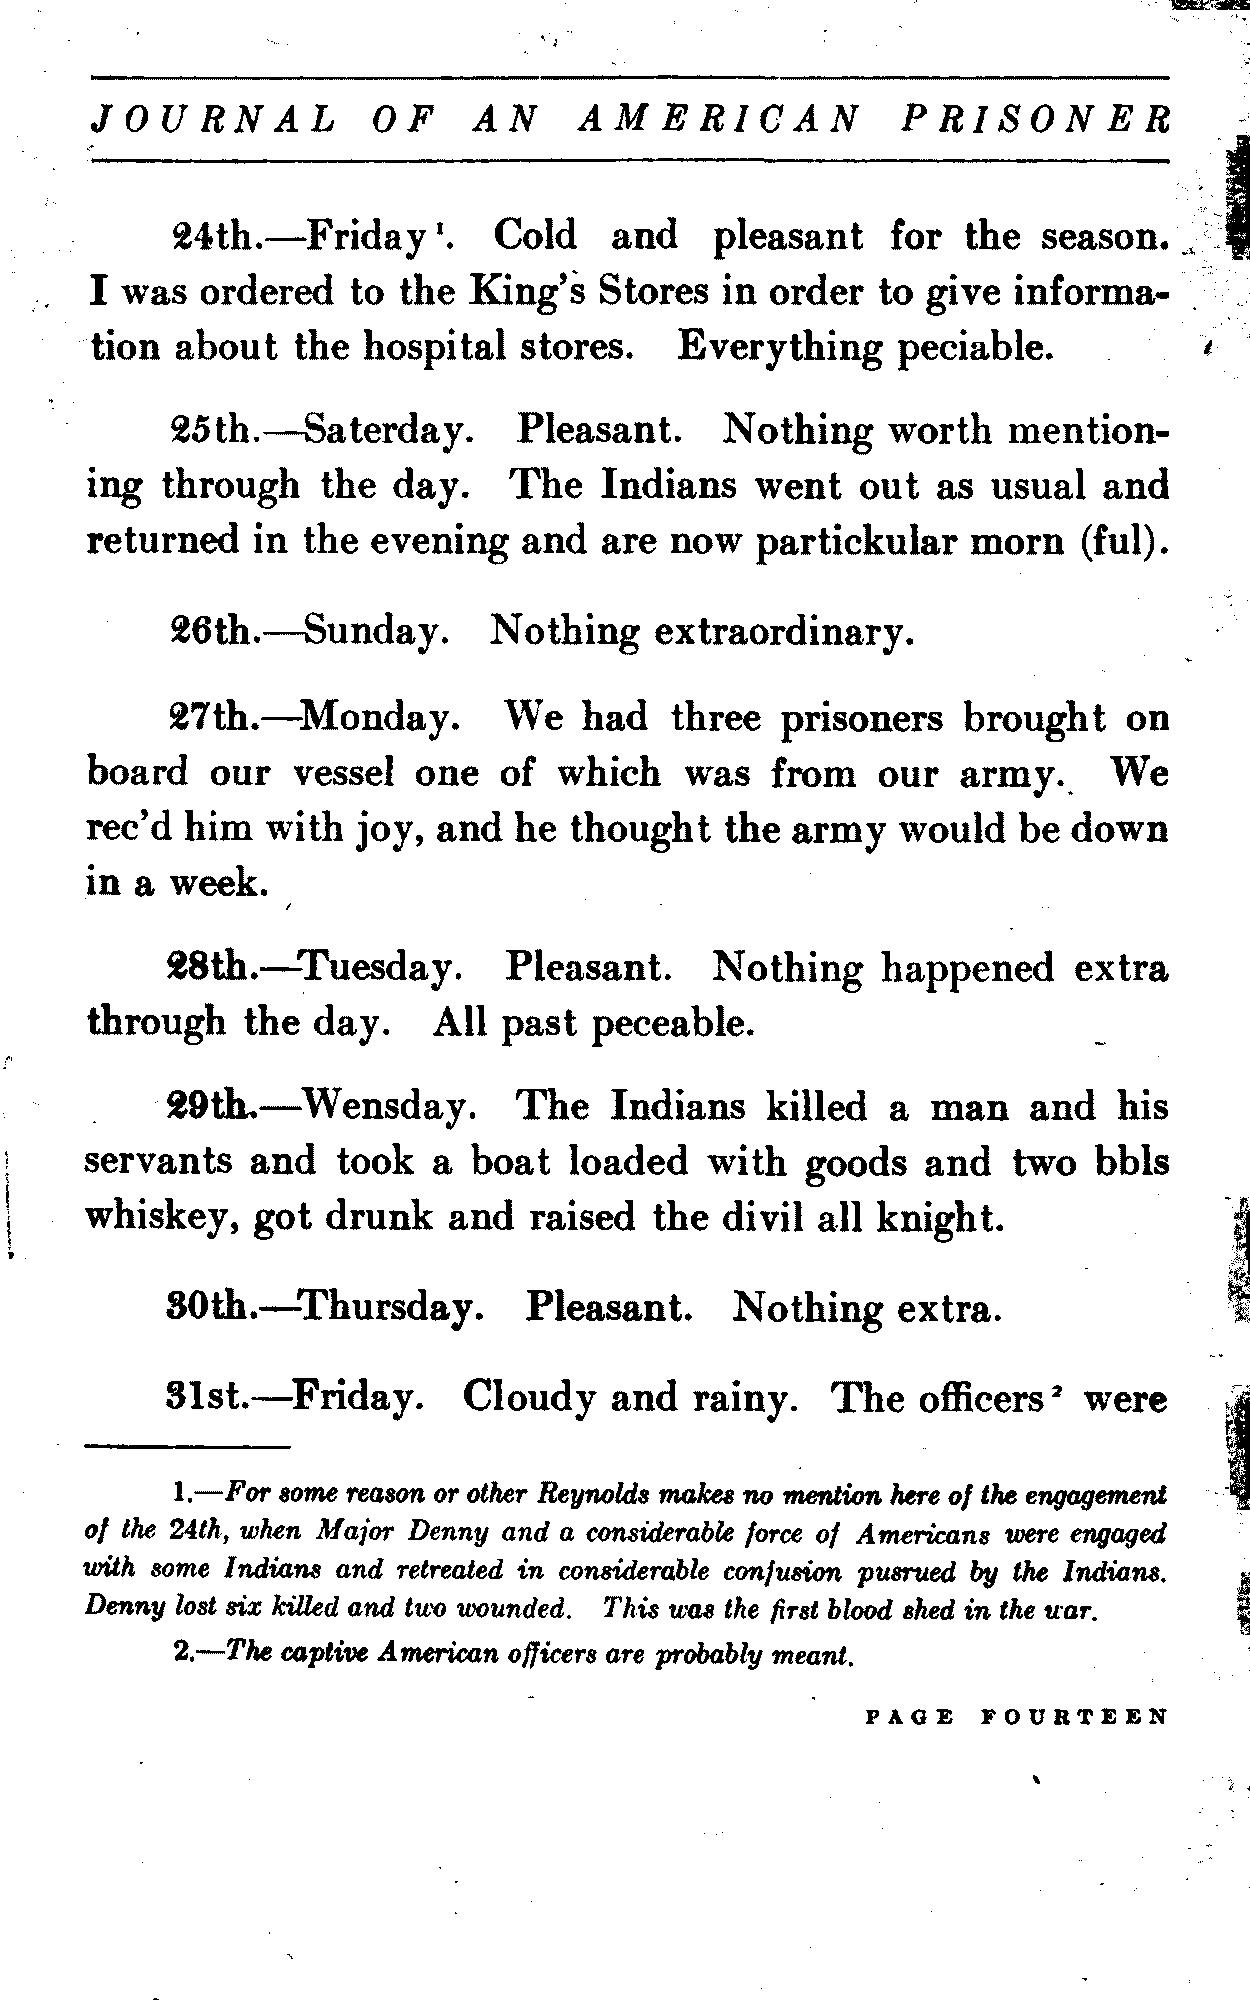 JOURNAL OF AN AMERICAN PRISONER
24th.—Friday¹. Cold and pleasant for the season.
I was ordered to the King's Stores in order to give informa-
tion about the hospital stores. Everything peciable.
25th.—Saterday. Pleasant. Nothing worth mention-
ing through the day. The Indians went out as usual and
returned in the evening and are now partickular morn (ful).
26th.—Sunday. Nothing extraordinary.
27th.—Monday. We had three prisoners brought on
board our vessel one of which was from our army. We
rec'd him with joy, and he thought the army would be down
in a week.
28th.—Tuesday. Pleasant. Nothing happened extra
through the day. All past peceable.
29th.—Wensday. The Indians killed a man and his
servants and took a boat loaded with goods and two bbls
whiskey, got drunk and raised the divil all knight.
30th.—Thursday. Pleasant. Nothing extra.
31st.—Friday. Cloudy and rainy. The officers² were
1.—For some reason or other Reynolds makes no mention here of the engagement
of the 24th, when Major Denny and a considerable force of Americans were engaged
with some Indians and retreated in considerable confusion pusrued by the Indians.
Denny lost six killed and two wounded. This was the first blood shed in the war.
2.—The captive American officers are probably meant.
PAGE FOURTEEN